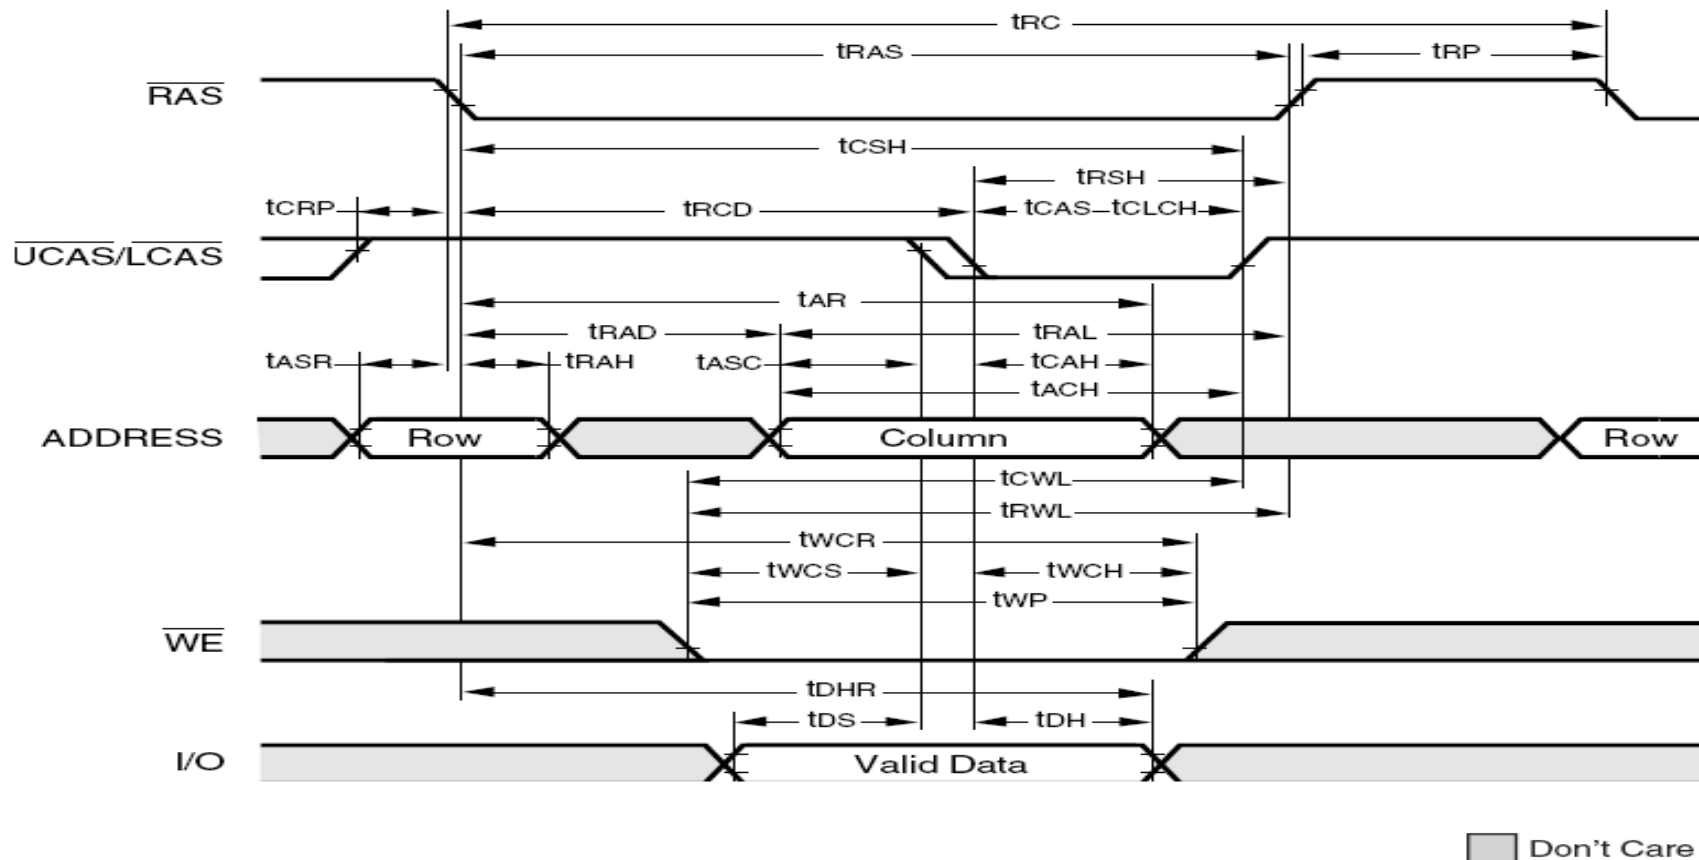 tRC
tRAS
tRP
RAS
tCSH
tRSH
tCRP
tRCD
tCAS
tCLCH
UCAS/LCAS
tAR
tRAD
tRAL
tASR
tRAH
tASC
tCAH
tACH
ADDRESS
Row
Column
Row
tCWL
tRWL
tWCR
tWCS
tWCH
tWP
WE
tDHR
tDS
tDH
I/O
Valid Data
Don't Care